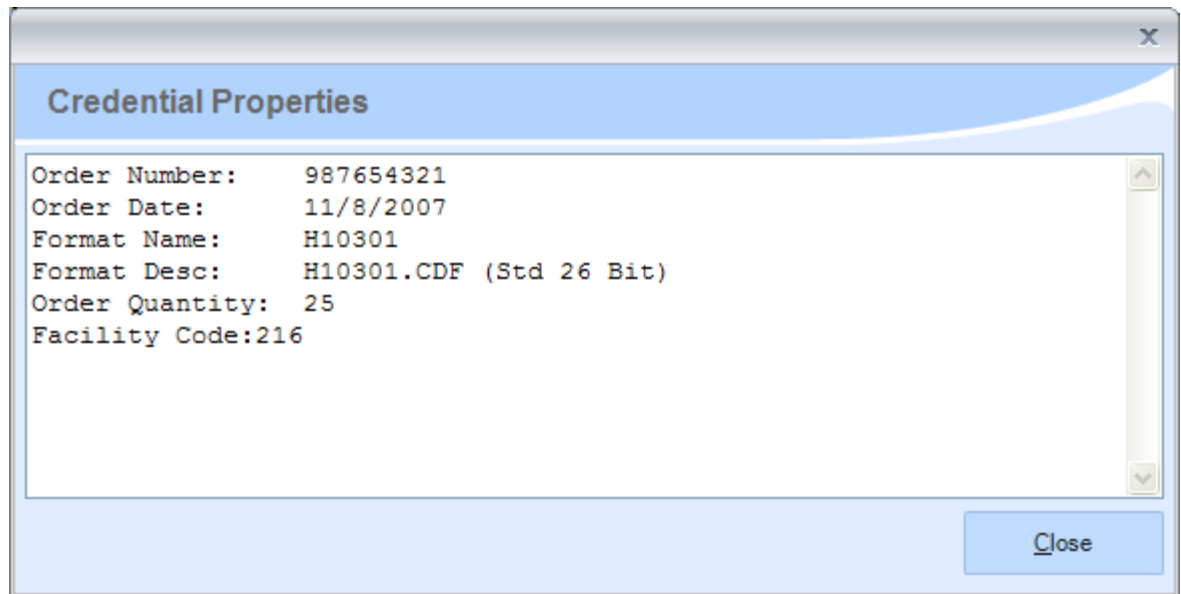 x
Credential Properties
Order Number: 987654321
Order Date: 11/8/2007
Format Name: H10301
Format Desc: H10301.CDF (Std 26 Bit)
Order Quantity: 25
Facility Code:216
Close